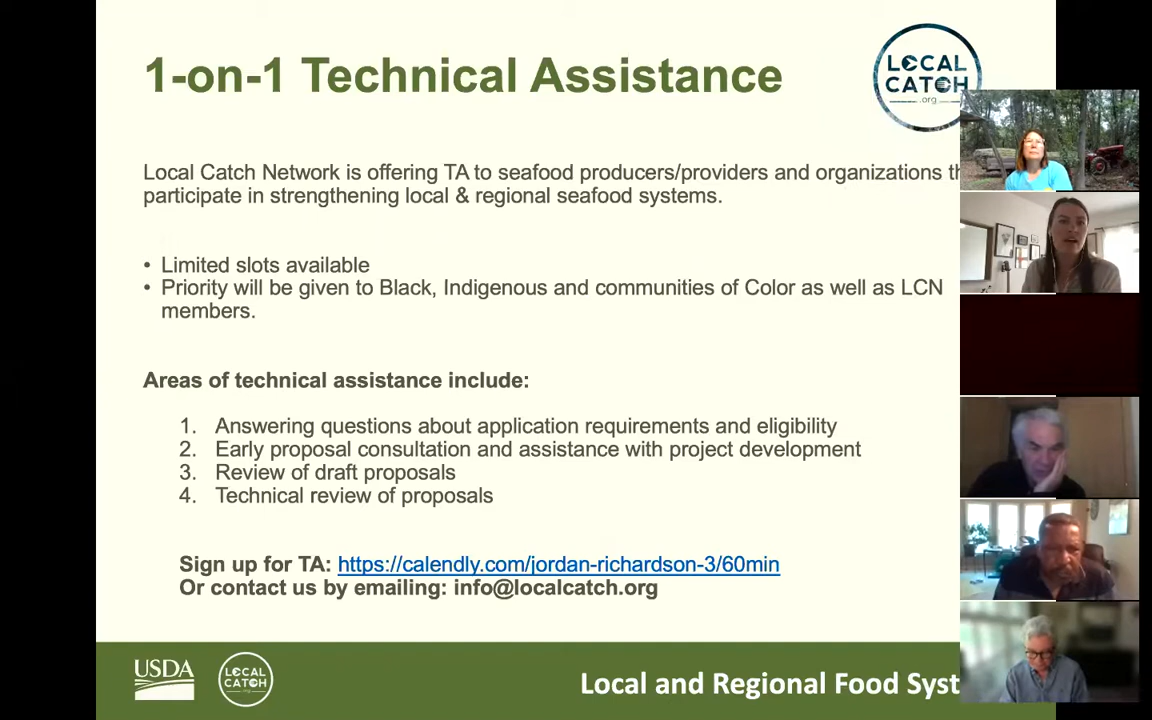 1-on-1 Technical Assistance
LOCAL
CATCH
.org
Local Catch Network is offering TA to seafood producers/providers and organizations th
participate in strengthening local & regional seafood systems.
• Limited slots available
• Priority will be given to Black, Indigenous and communities of Color as well as LCN
members.
Areas of technical assistance include:
1. Answering questions about application requirements and eligibility
2. Early proposal consultation and assistance with project development
3. Review of draft proposals
4. Technical review of proposals
Sign up for TA: https://calendly.com/jordan-richardson-3/60min
Or contact us by emailing: info@localcatch.org
USDA
LOCAL
CATCH
.org
Local and Regional Food Syst